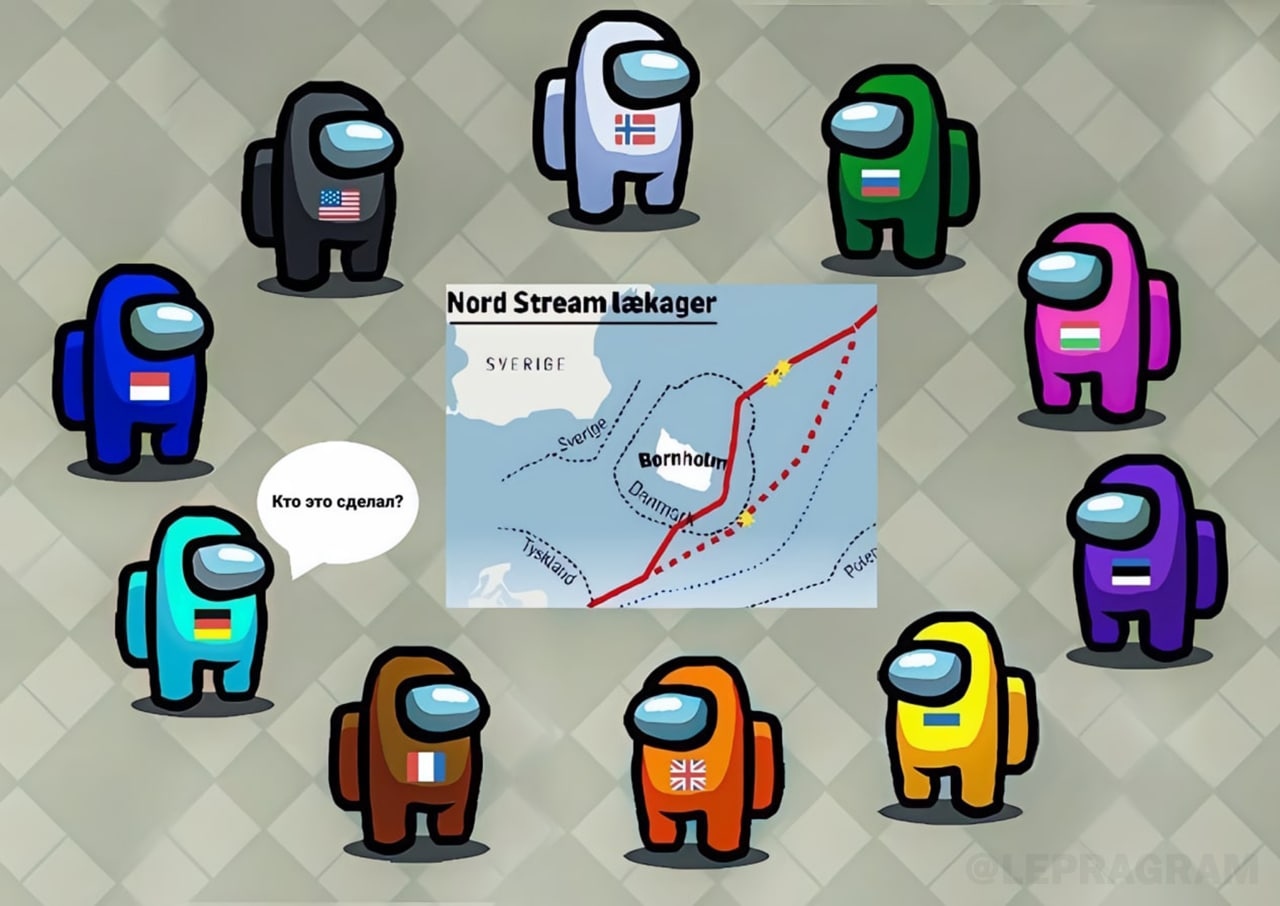 Nord Stream lækager
SVERIGE
Sverige
Bornholm
Danmark
Tyskland
Polen
Кто это сделал?
@LEPRAGRAM